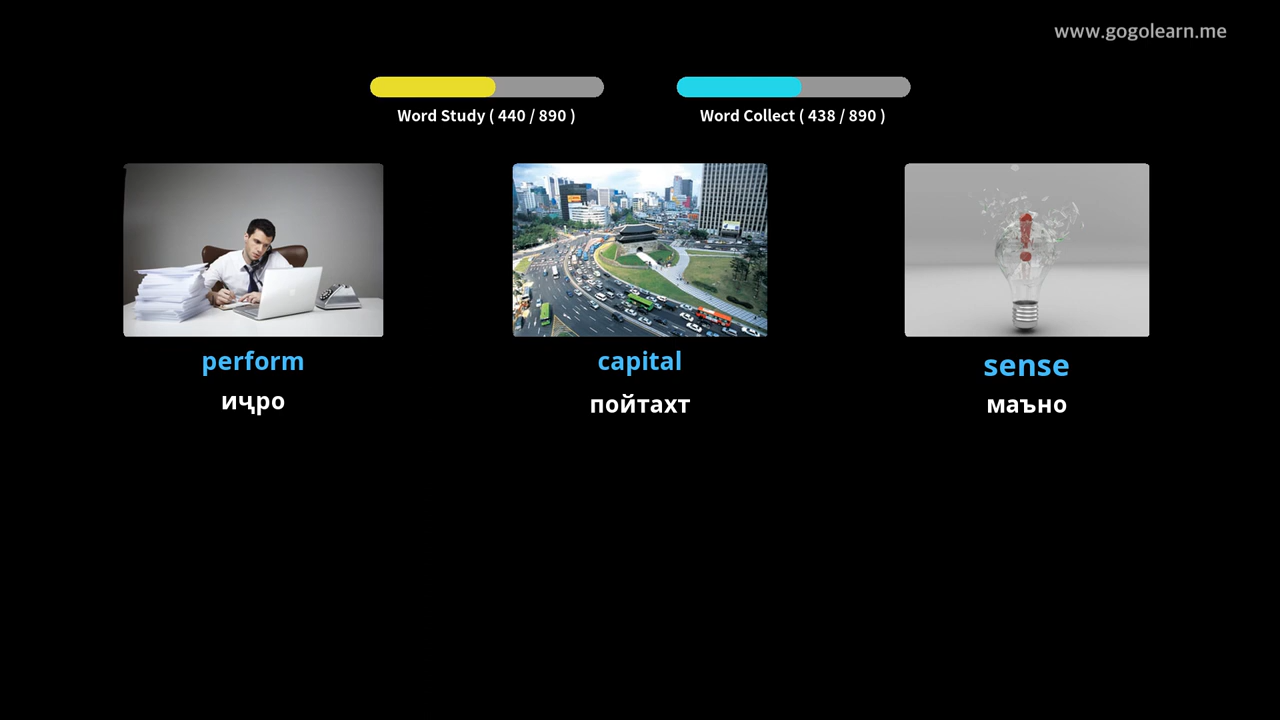 www.gogolearn.me
Word Study ( 440 / 890 )
Word Collect ( 438 / 890 )
perform
capital
sense
иҷро
пойтахт
маъно